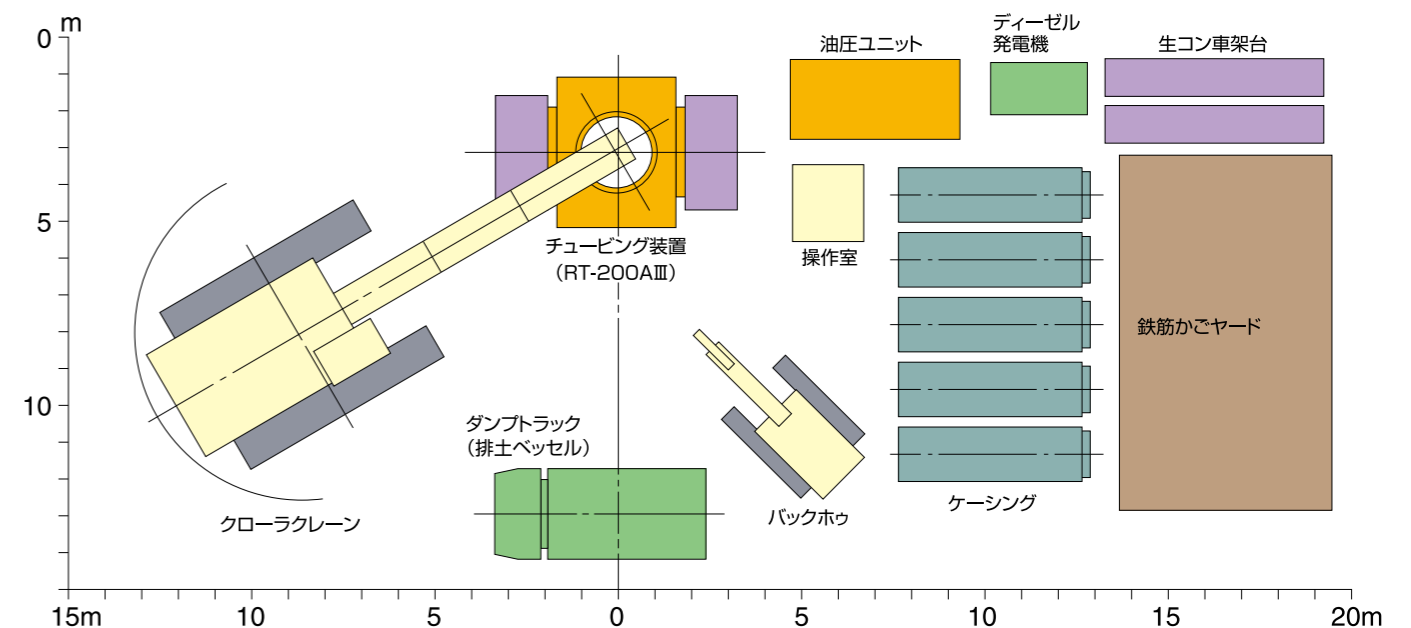 m
0
5
10
ディーゼル
発電機
油圧ユニット
生コン車架台
チュービング装置
（RT-200AⅢ）
操作室
鉄筋かごヤード
ダンプトラック
（排土ベッセル）
クローラクレーン
バックホゥ
ケーシング
15m 10 5 0 5 10 15 20m